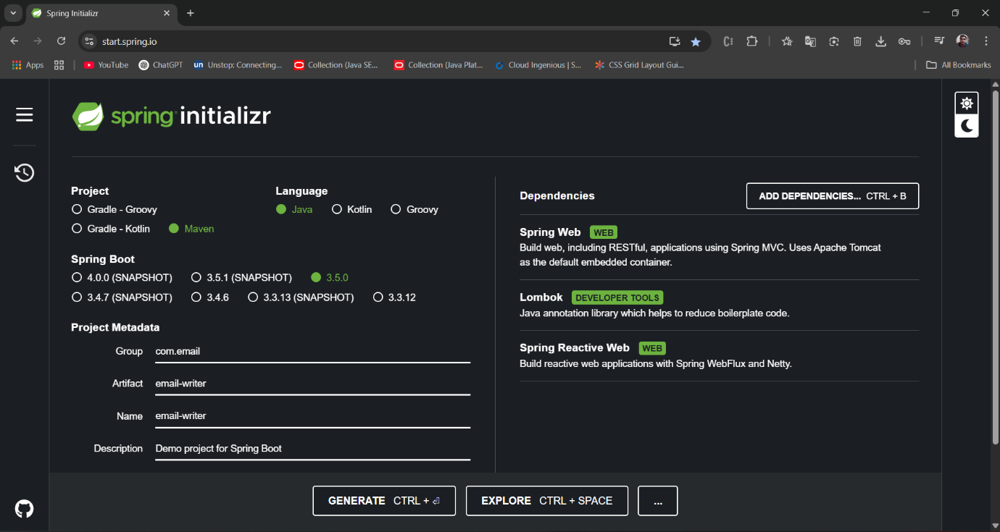 Spring Initializr
start.spring.io
Apps
YouTube
ChatGPT
un Unstop: Connecting...
Collection (Java SE...
Collection (Java Plat...
Cloud Ingenious | S...
CSS Grid Layout Gui...
All Bookmarks
spring initializr
Project
Gradle - Groovy
Gradle - Kotlin Maven
Language
Java Kotlin Groovy
Spring Boot
4.0.0 (SNAPSHOT) 3.5.1 (SNAPSHOT) 3.5.0
3.4.7 (SNAPSHOT) 3.4.6 3.3.13 (SNAPSHOT) 3.3.12
Project Metadata
Group com.email
Artifact email-writer
Name email-writer
Description Demo project for Spring Boot
Dependencies
ADD DEPENDENCIES... CTRL + B
Spring Web WEB
Build web, including RESTful, applications using Spring MVC. Uses Apache Tomcat
as the default embedded container.
Lombok DEVELOPER TOOLS
Java annotation library which helps to reduce boilerplate code.
Spring Reactive Web WEB
Build reactive web applications with Spring WebFlux and Netty.
GENERATE CTRL + ⏎
EXPLORE CTRL + SPACE
...